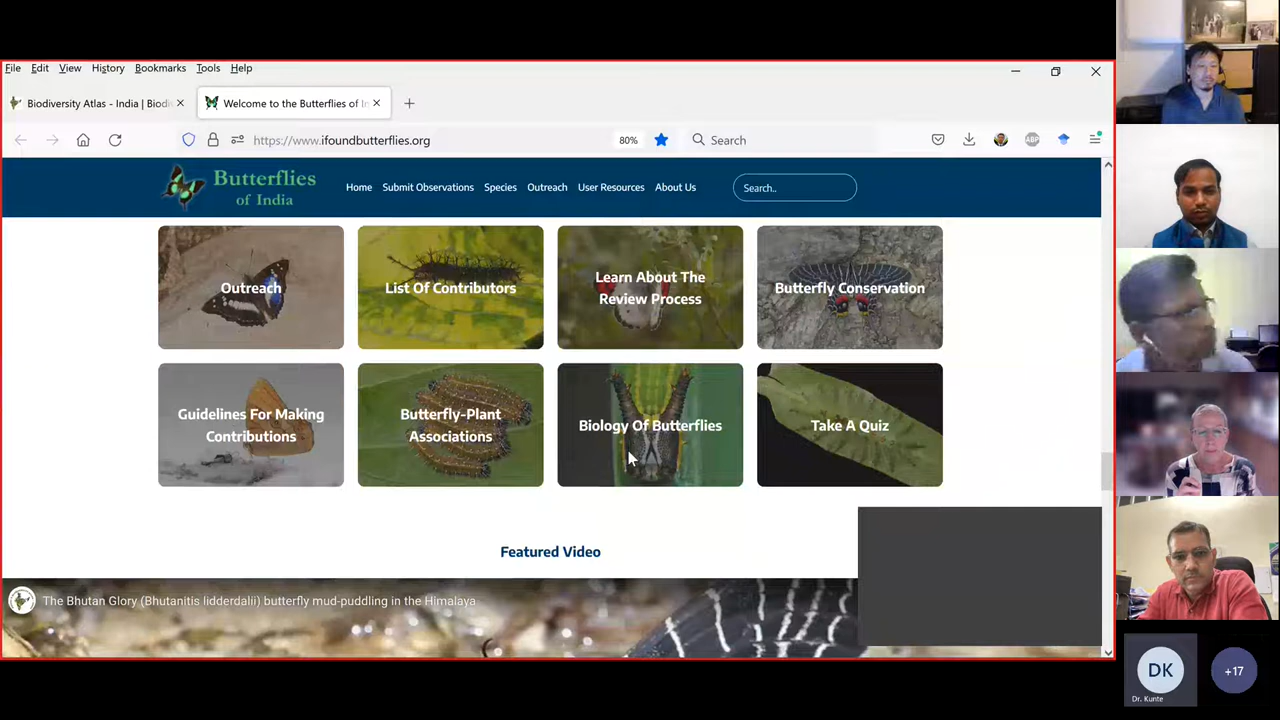 File Edit View History Bookmarks Tools Help
Biodiversity Atlas - India | Biodi
Welcome to the Butterflies of In
https://www.ifoundbutterflies.org
80%
Search
ABP
Butterflies
of India
Home Submit Observations Species Outreach User Resources About Us
Search..
Outreach
List Of Contributors
Learn About The
Review Process
Butterfly Conservation
Guidelines For Making
Contributions
Butterfly-Plant
Associations
Biology Of Butterflies
Take A Quiz
Featured Video
The Bhutan Glory (Bhutanitis lidderdalii) butterfly mud-puddling in the Himalaya
DK
Dr. Kunte
+17